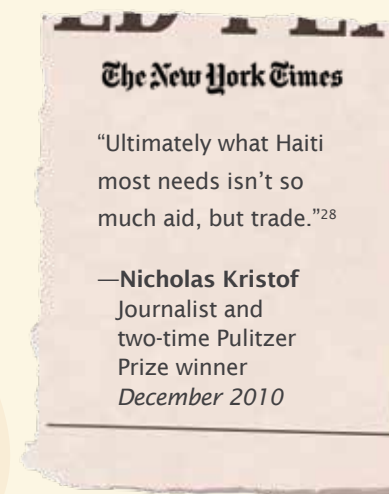 The New York Times
“Ultimately what Haiti
most needs isn’t so
much aid, but trade.”28
—Nicholas Kristof
Journalist and
two-time Pulitzer
Prize winner
December 2010